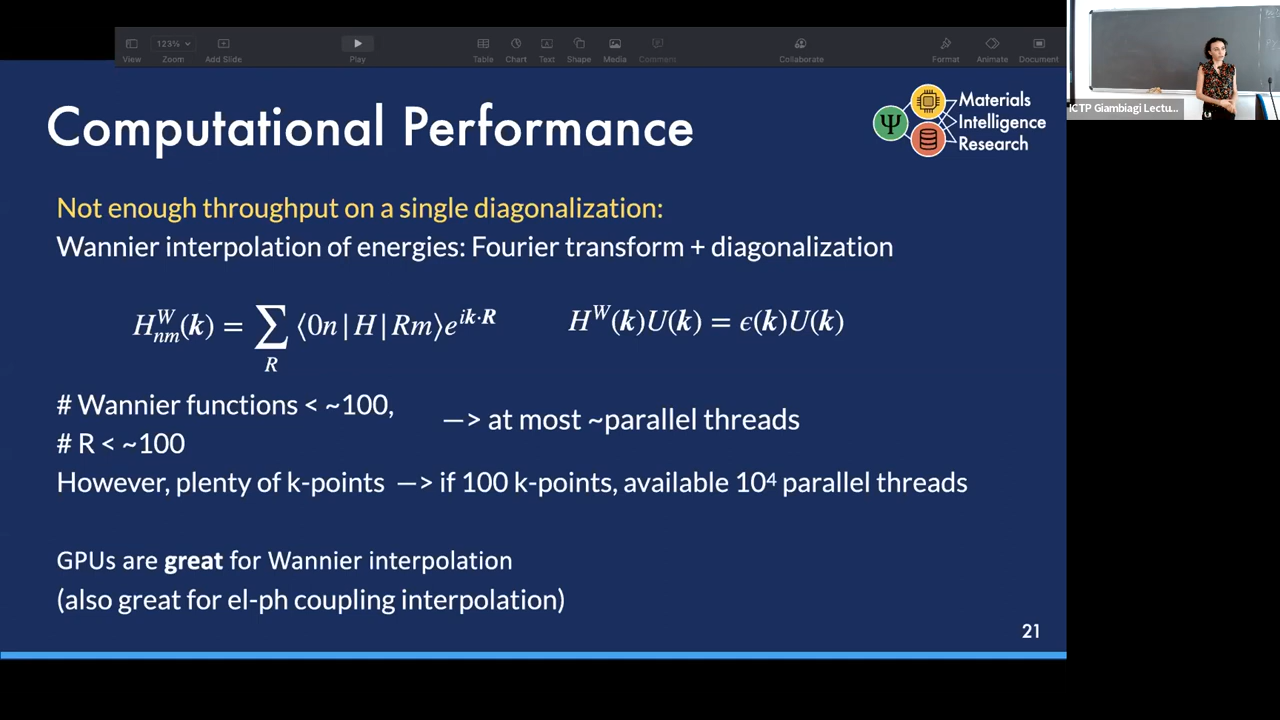 View
123%
Zoom
Add Slide
Play
Table
Chart
Text
Shape
Media
Comment
Collaborate
Format
Animate
Document
ICTP Giambiagi Lectu...
Computational Performance
Ψ
Materials
Intelligence
Research
Not enough throughput on a single diagonalization:
Wannier interpolation of energies: Fourier transform + diagonalization
H^W_{nm}(k) = ∑_R ⟨0n|H|Rm⟩e^{ik·R}
H^W(k)U(k) = ϵ(k)U(k)
# Wannier functions < ~100,
# R < ~100
—> at most ~parallel threads
However, plenty of k-points —> if 100 k-points, available 10⁴ parallel threads
GPUs are great for Wannier interpolation
(also great for el-ph coupling interpolation)
21